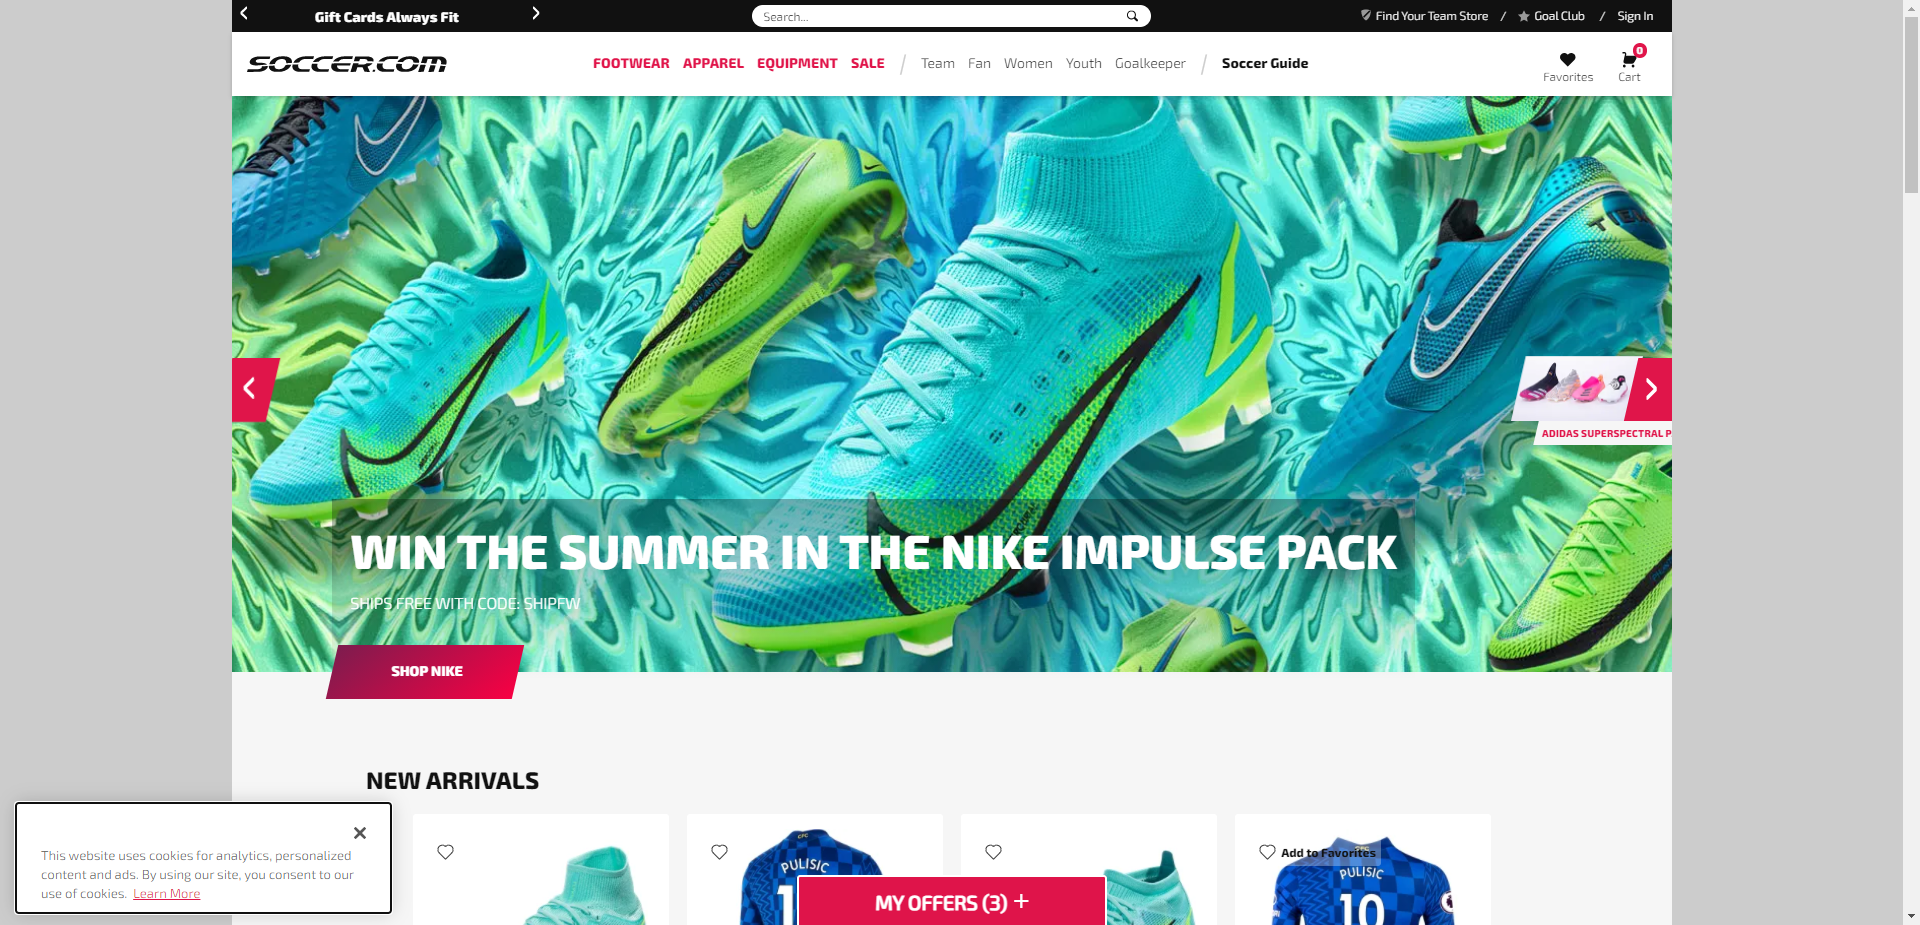 Gift Cards Always Fit
Search...
Find Your Team Store / Goal Club / Sign In
SOCCER.COM
FOOTWEAR APPAREL EQUIPMENT SALE / Team Fan Women Youth Goalkeeper / Soccer Guide
Favorites
0
Cart
ADIDAS SUPERSPECTRAL P
WIN THE SUMMER IN THE NIKE IMPULSE PACK
SHIPS FREE WITH CODE: SHIPFW
SHOP NIKE
NEW ARRIVALS
This website uses cookies for analytics, personalized
content and ads. By using our site, you consent to our
use of cookies. Learn More
CFC
PULISIC
1
Add to Favorites
PULISIC
10
MY OFFERS (3) +